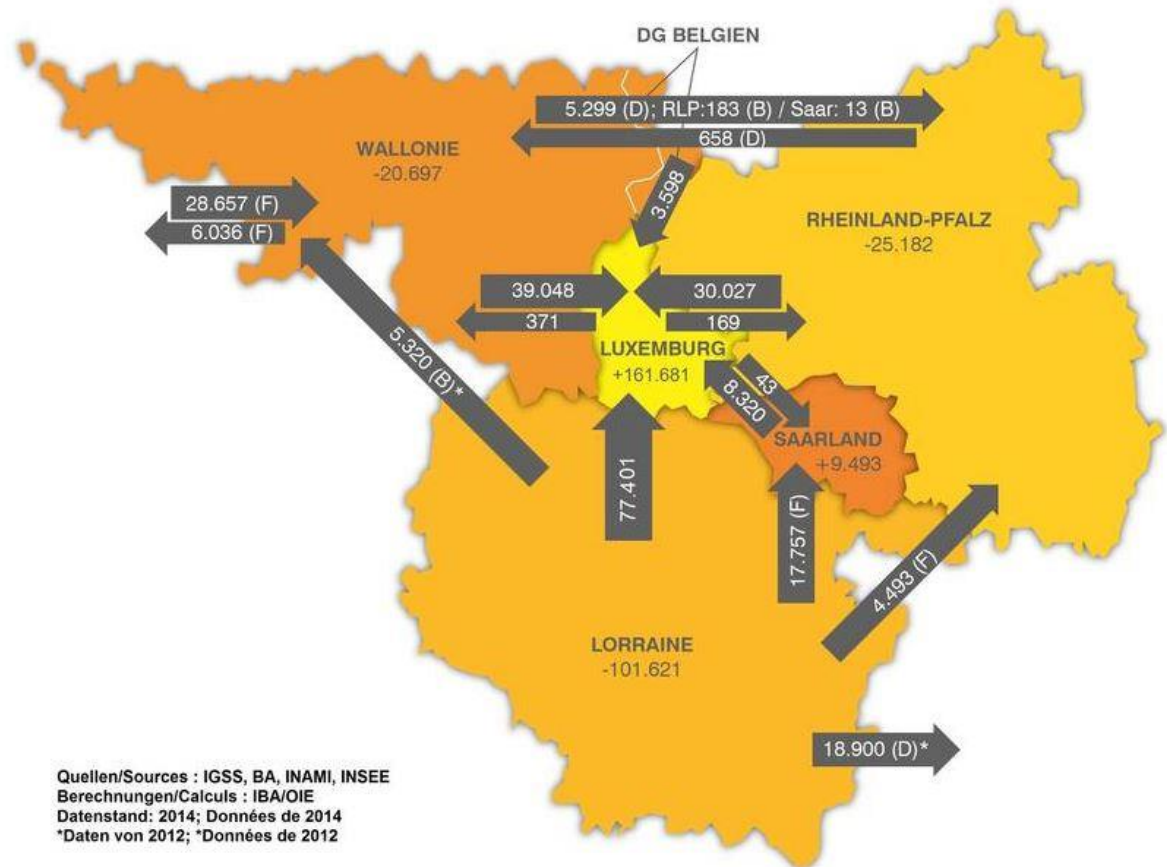 DG BELGIEN
5.299 (D); RLP:183 (B) / Saar: 13 (B)
658 (D)
WALLONIE
-20.697
3.598
28.657 (F)
6.036 (F)
RHEINLAND-PFALZ
-25.182
39.048
30.027
371
169
LUXEMBURG
+161.681
5.320 (B)*
43
8.320
SAARLAND
+9.493
77.401
17.757 (F)
4.493 (F)
LORRAINE
-101.621
18.900 (D)*
Quellen/Sources : IGSS, BA, INAMI, INSEE
Berechnungen/Calculs : IBA/OIE
Datenstand: 2014; Données de 2014
*Daten von 2012; *Données de 2012